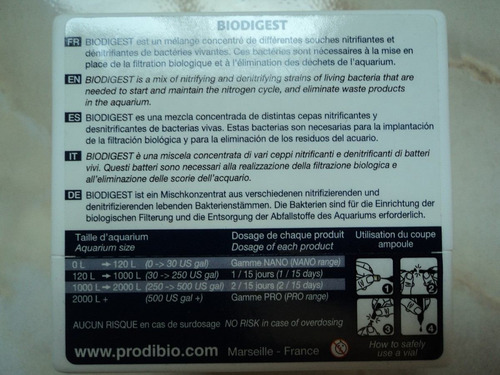 BIODIGEST
FR BIODIGEST est un mélange concentré de différentes souches nitrifiantes et
dénitrifiantes de bactéries vivantes. Ces bactéries sont nécessaires à la mise en
place de la filtration biologique et à l'élimination des déchets de l'aquarium.
EN BIODIGEST is a mix of nitrifying and denitrifying strains of living bacteria that are
needed to start and maintain the nitrogen cycle, and eliminate waste products
in the aquarium.
ES BIODIGEST es una mezcla concentrada de distintas cepas nitrificantes y
desnitrificantes de bacterias vivas. Estas bacterias son necesarias para la implantación
de la filtración biológica y para la eliminación de los residuos del acuario.
IT BIODIGEST è una miscela concentrata di vari ceppi nitrificanti e denitrificanti di batteri
vivi. Questi batteri sono necessari alla realizzazione della filtrazione biologica e
all'eliminazione delle scorie dell'acquario.
DE BIODIGEST ist ein Mischkonzentrat aus verschiedenen nitrifizierenden und
denitrifizierenden lebenden Bakterienstämmen. Die Bakterien sind für die Einrichtung der
biologischen Filterung und die Entsorgung der Abfallstoffe des Aquariums erforderlich.
Taille d'aquarium Dosage de chaque produit Utilisation du coupe
Aquarium size Dosage of each product ampoule
0 L → 120 L (0 -> 30 US gal) Gamme NANO (NANO range)
120 L → 1000 L (30 -> 250 US gal) 1 / 15 jours (1 / 15 days)
1000 L → 2000 L (250 -> 500 US gal) 2 / 15 jours (2 / 15 days)
2000 L + (500 US gal +) Gamme PRO (PRO range)
1
3 4
AUCUN RISQUE en cas de surdosage NO RISK in case of overdosing
www.prodibio.com Marseille - France
How to safely
use a vial